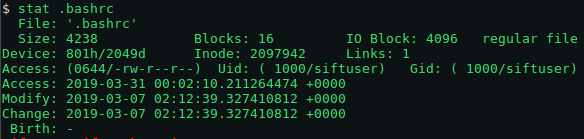 $ stat .bashrc
  File: '.bashrc'
  Size: 4238            Blocks: 16         IO Block: 4096   regular file
Device: 801h/2049d      Inode: 2097942     Links: 1
Access: (0644/-rw-r--r--)  Uid: ( 1000/siftuser)   Gid: ( 1000/siftuser)
Access: 2019-03-31 00:02:10.211264474 +0000
Modify: 2019-03-07 02:12:39.327410812 +0000
Change: 2019-03-07 02:12:39.327410812 +0000
 Birth: -